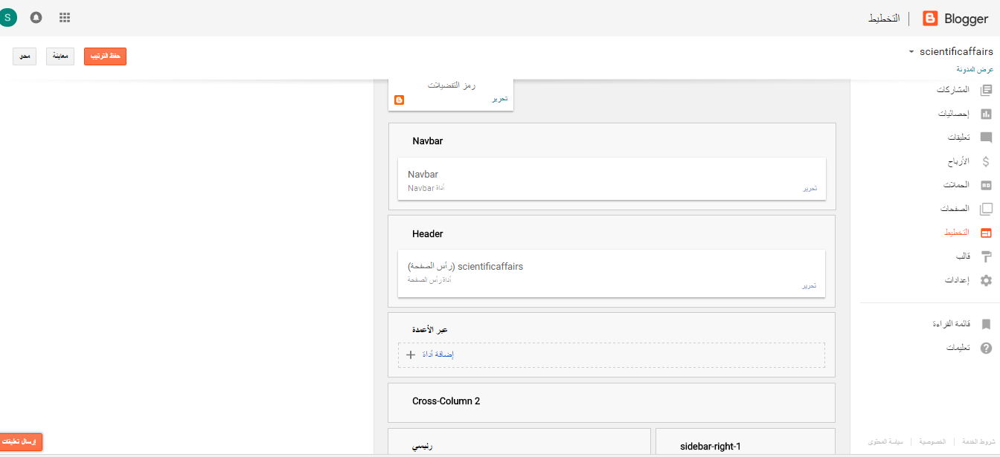 Blogger
التخطيط
S
scientificaffairs
عرض المدونة
حفظ الترتيب
معاينة
محو
المشاركات
إحصائيات
تعليقات
الأرباح
الحملات
الصفحات
التخطيط
قالب
إعدادات
قائمة القراءة
تعليمات
شروط الخدمة
الخصوصية
سياسة المحتوى
رمز التفضيلات
تحرير
Navbar
Navbar
أداة Navbar
تحرير
Header
scientificaffairs (رأس الصفحة)
أداة رأس الصفحة
تحرير
عبر الأعمدة
إضافة أداة
Cross-Column 2
رئيسي
sidebar-right-1
إرسال تعليقات